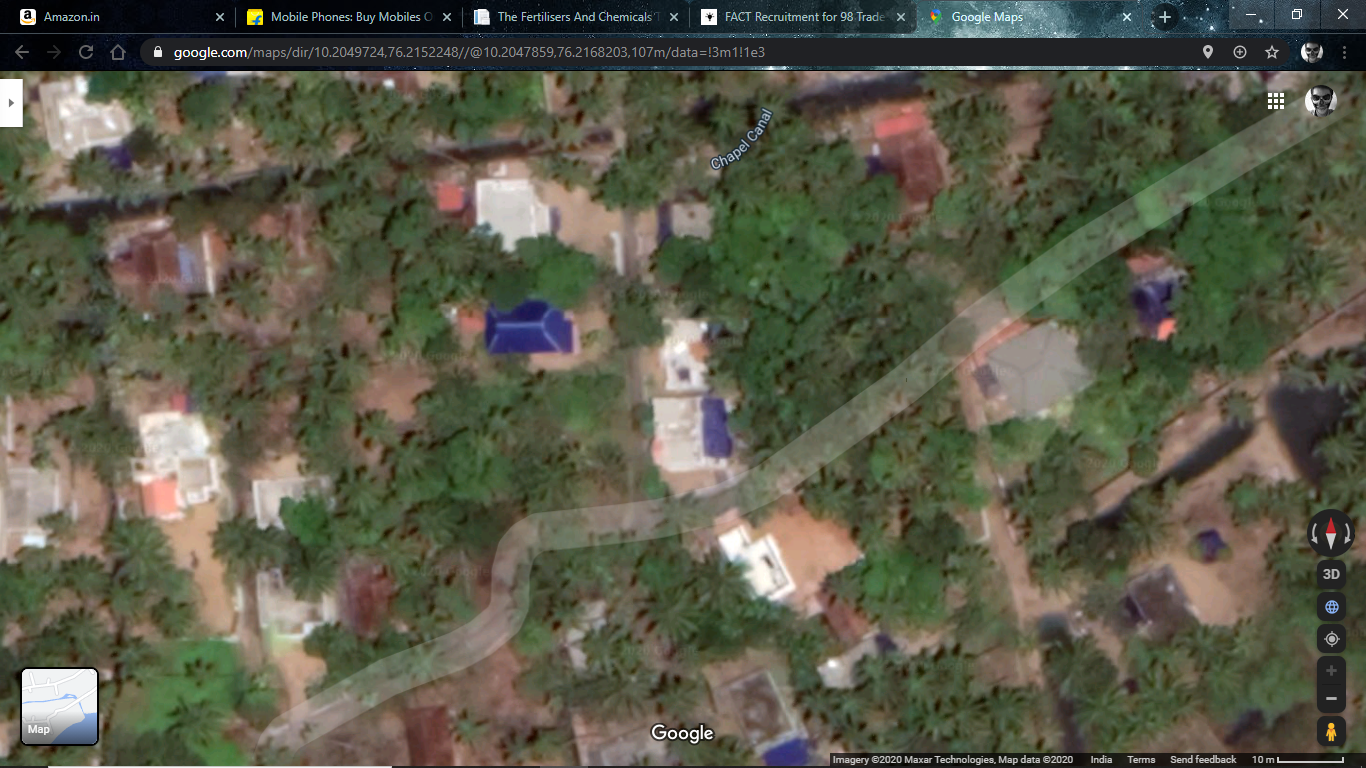 Amazon.in
Mobile Phones: Buy Mobiles O
The Fertilisers And Chemicals T
FACT Recruitment for 98 Trade
Google Maps
google.com/maps/dir/10.2049724,76.2152248//@10.2047859,76.2168203,107m/data=!3m1!1e3
Chapel Canal
3D
Map
Google
Imagery ©2020 Maxar Technologies, Map data ©2020 India Terms Send feedback 10 m